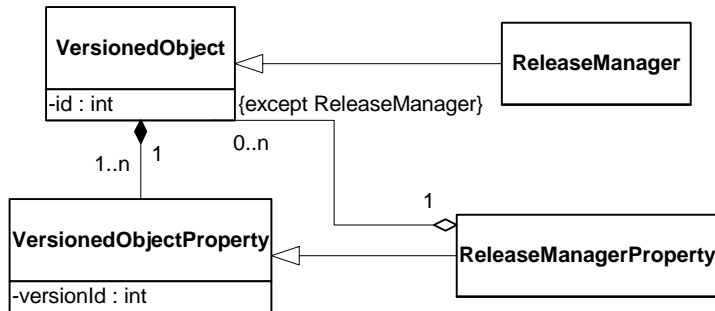 VersionedObject
ReleaseManager
-id : int
{except ReleaseManager}
0..n
1
1..n
1
VersionedObjectProperty
ReleaseManagerProperty
-versionId : int